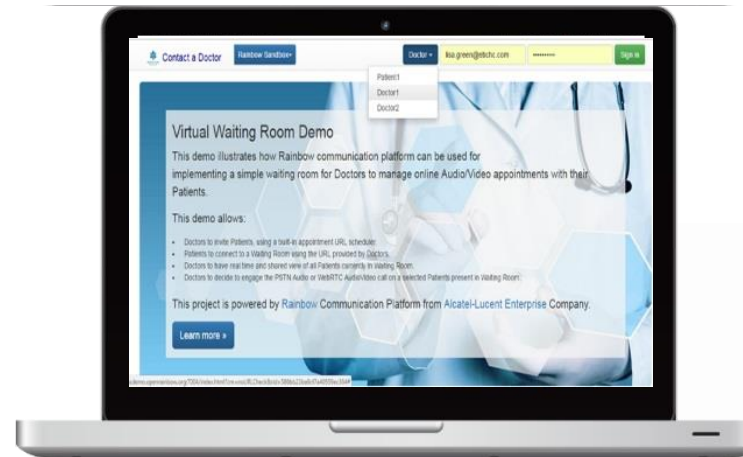 Contact a Doctor
Rainbow Sandbox
Doctor
Sign in
Patient1
Doctor1
Doctor2
Virtual Waiting Room Demo
This demo illustrates how Rainbow communication platform can be used for
implementing a simple waiting room for Doctors to manage online Audio/Video appointments with their
Patients.
This demo allows:
Doctors to invite Patients, using a built-in appointment URL scheduler.
Patients to connect to a Waiting Room using the URL provided by Doctors.
Doctors to have real time and shared view of all Patients currently in Waiting Room.
Doctors to decide to engage the PSTN Audio or WebRTC Audio/Video call on a selected Patients present in Waiting Room.
This project is powered by Rainbow Communication Platform from Alcatel-Lucent Enterprise Company.
Learn more »